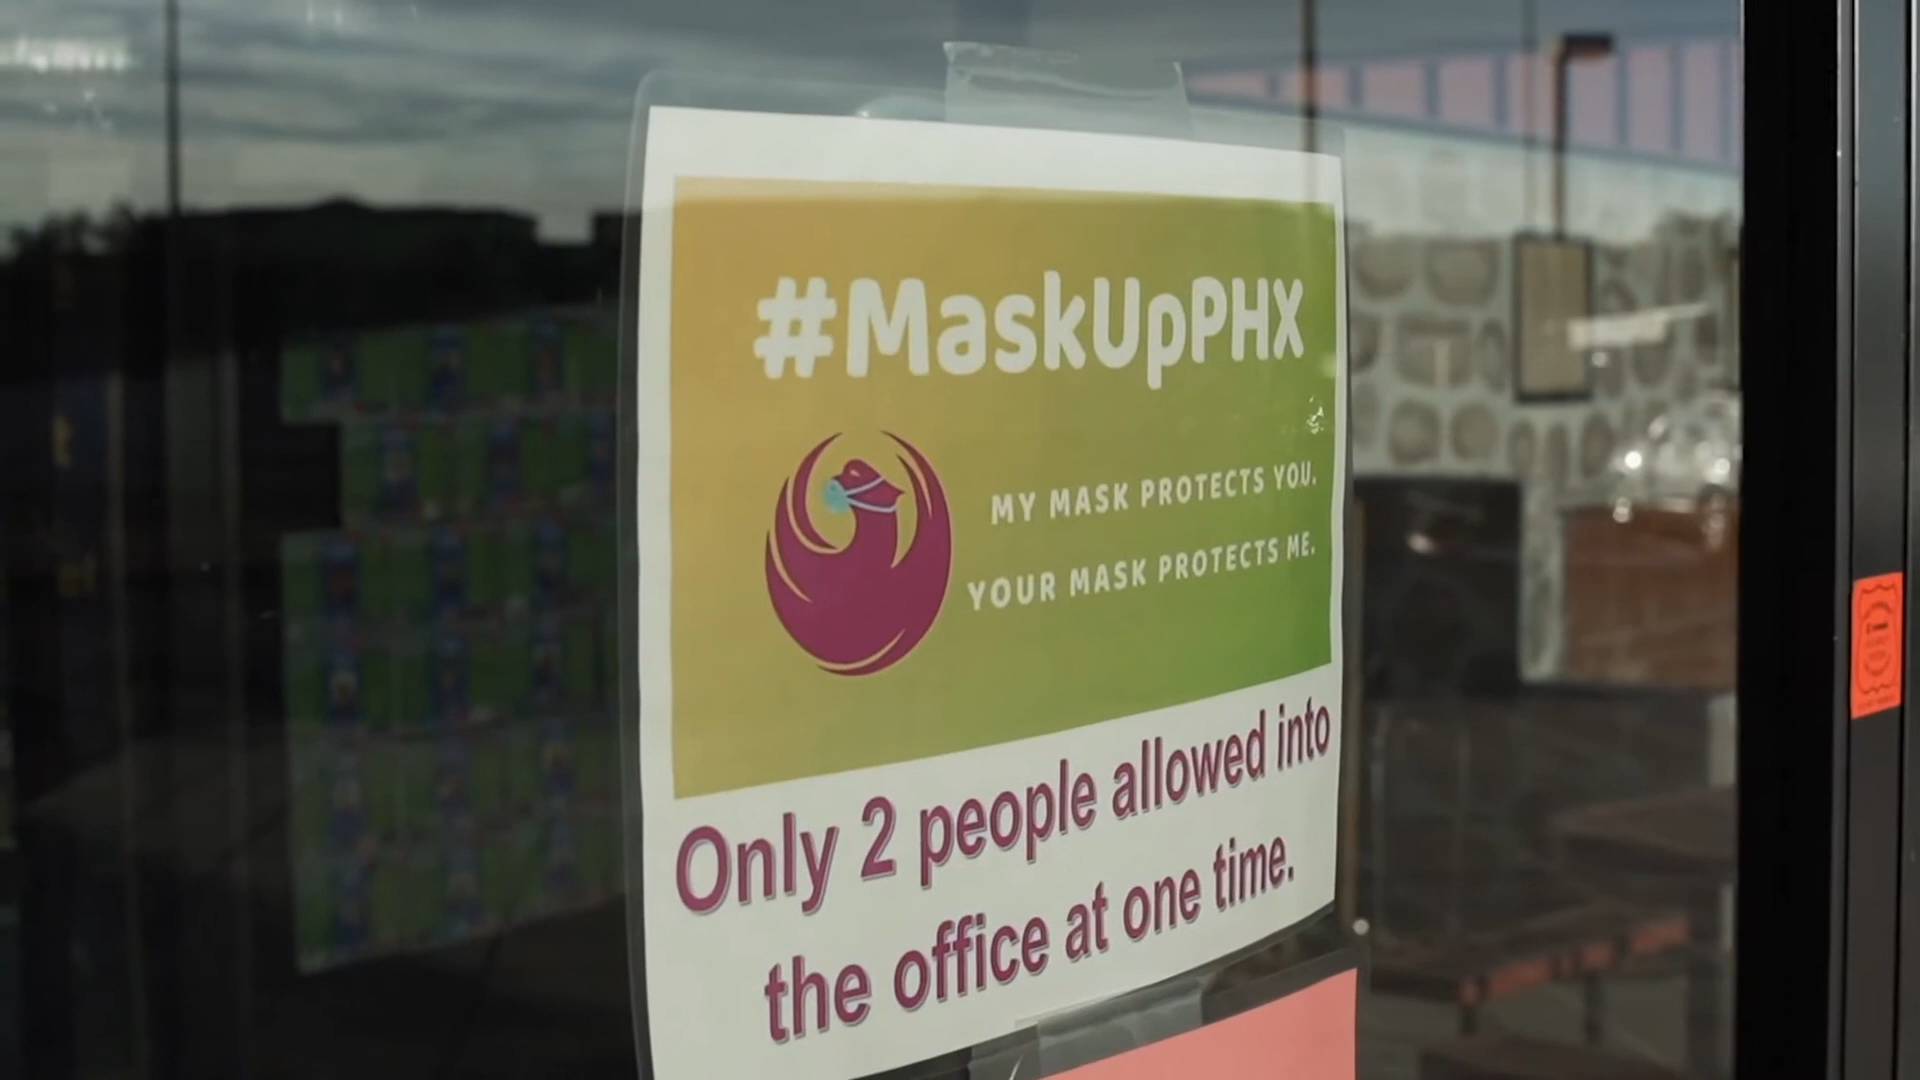 #MaskUpPHX
MY MASK PROTECTS YOU.
YOUR MASK PROTECTS ME.
Only 2 people allowed into
the office at one time.